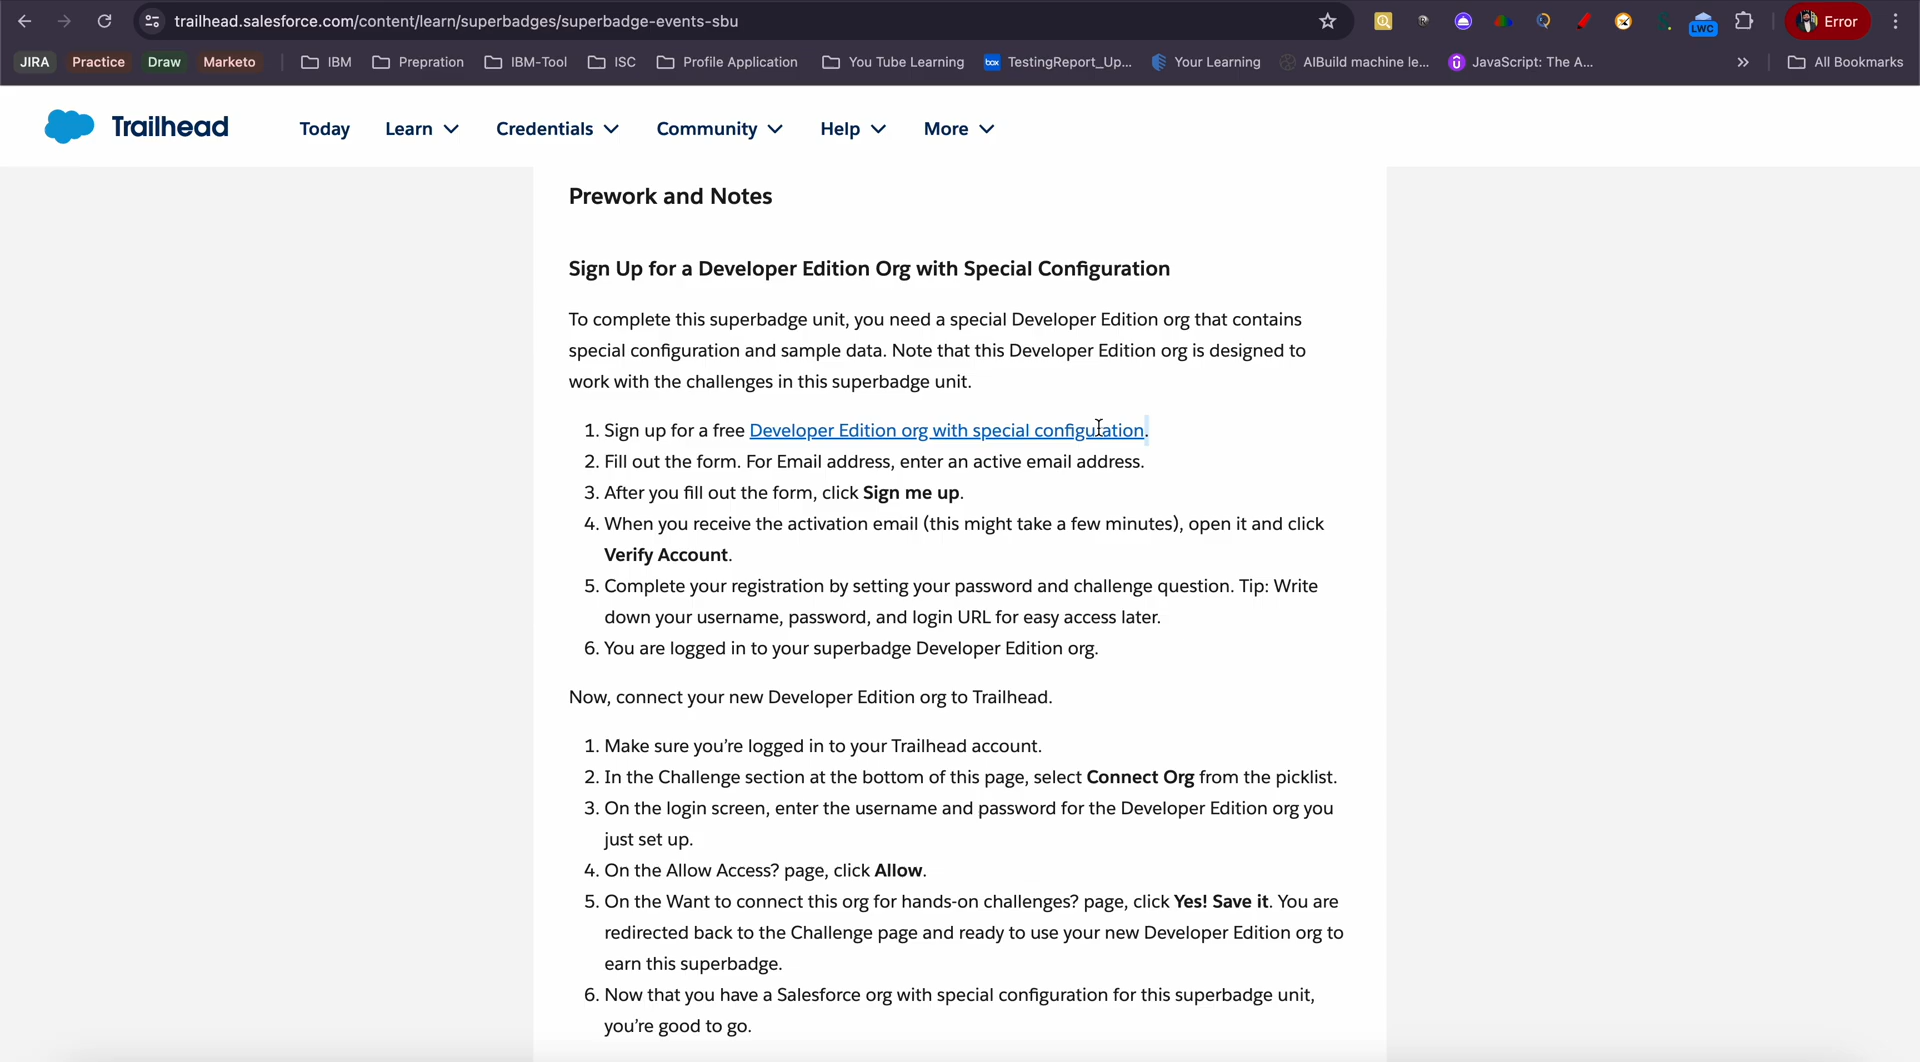 trailhead.salesforce.com/content/learn/superbadges/superbadge-events-sbu
LWC
Error
JIRA Practice Draw Marketo IBM Prepration IBM-Tool ISC Profile Application You Tube Learning box TestingReport_Up... Your Learning AIBuild machine le... JavaScript: The A... » All Bookmarks
Trailhead Today Learn Credentials Community Help More
Prework and Notes
Sign Up for a Developer Edition Org with Special Configuration
To complete this superbadge unit, you need a special Developer Edition org that contains
special configuration and sample data. Note that this Developer Edition org is designed to
work with the challenges in this superbadge unit.
1. Sign up for a free Developer Edition org with special configuration.
2. Fill out the form. For Email address, enter an active email address.
3. After you fill out the form, click Sign me up.
4. When you receive the activation email (this might take a few minutes), open it and click
Verify Account.
5. Complete your registration by setting your password and challenge question. Tip: Write
down your username, password, and login URL for easy access later.
6. You are logged in to your superbadge Developer Edition org.
Now, connect your new Developer Edition org to Trailhead.
1. Make sure you’re logged in to your Trailhead account.
2. In the Challenge section at the bottom of this page, select Connect Org from the picklist.
3. On the login screen, enter the username and password for the Developer Edition org you
just set up.
4. On the Allow Access? page, click Allow.
5. On the Want to connect this org for hands-on challenges? page, click Yes! Save it. You are
redirected back to the Challenge page and ready to use your new Developer Edition org to
earn this superbadge.
6. Now that you have a Salesforce org with special configuration for this superbadge unit,
you’re good to go.